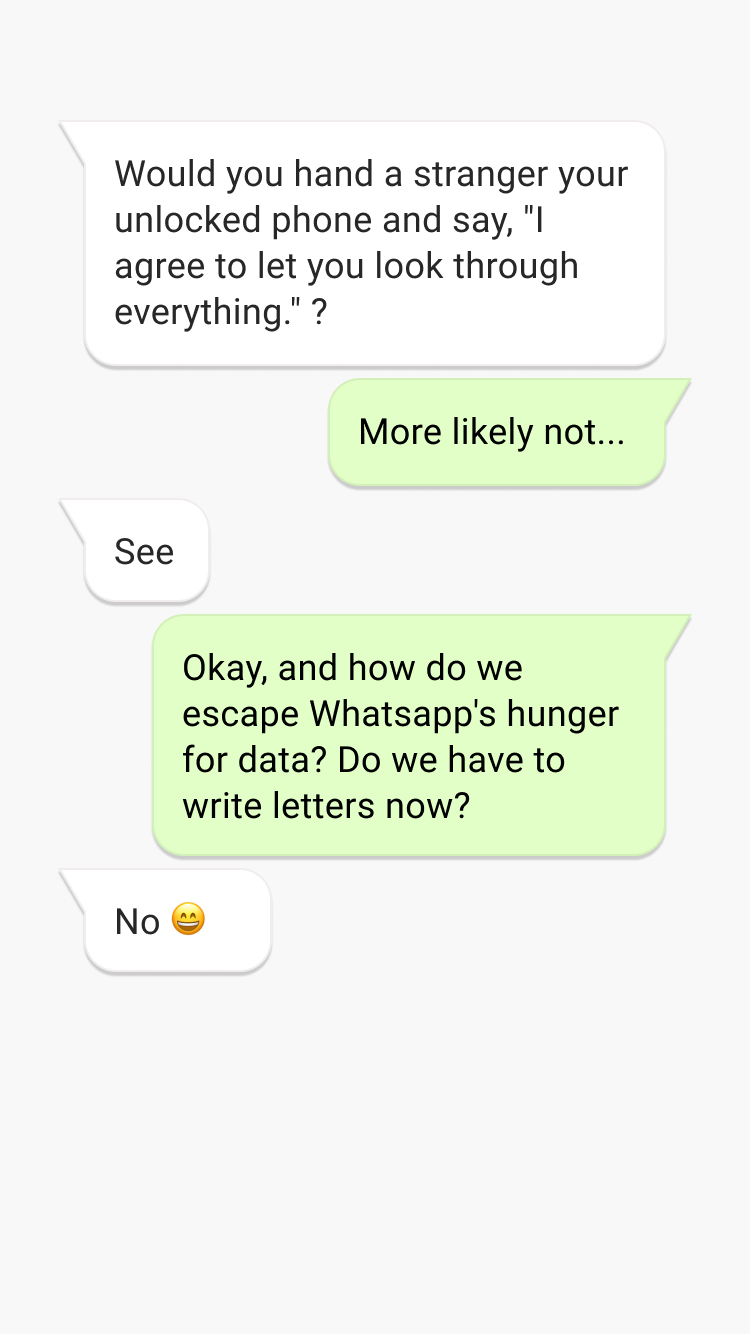 Would you hand a stranger your
unlocked phone and say, "I
agree to let you look through
everything." ?
More likely not...
See
Okay, and how do we
escape Whatsapp's hunger
for data? Do we have to
write letters now?
No 😄